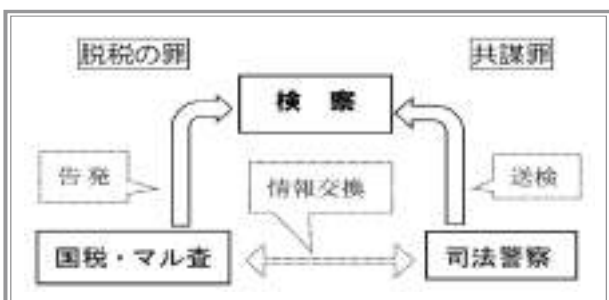 脱税の罪
共謀罪
検 察
告発
情報交換
送検
国税・マル査
司法警察